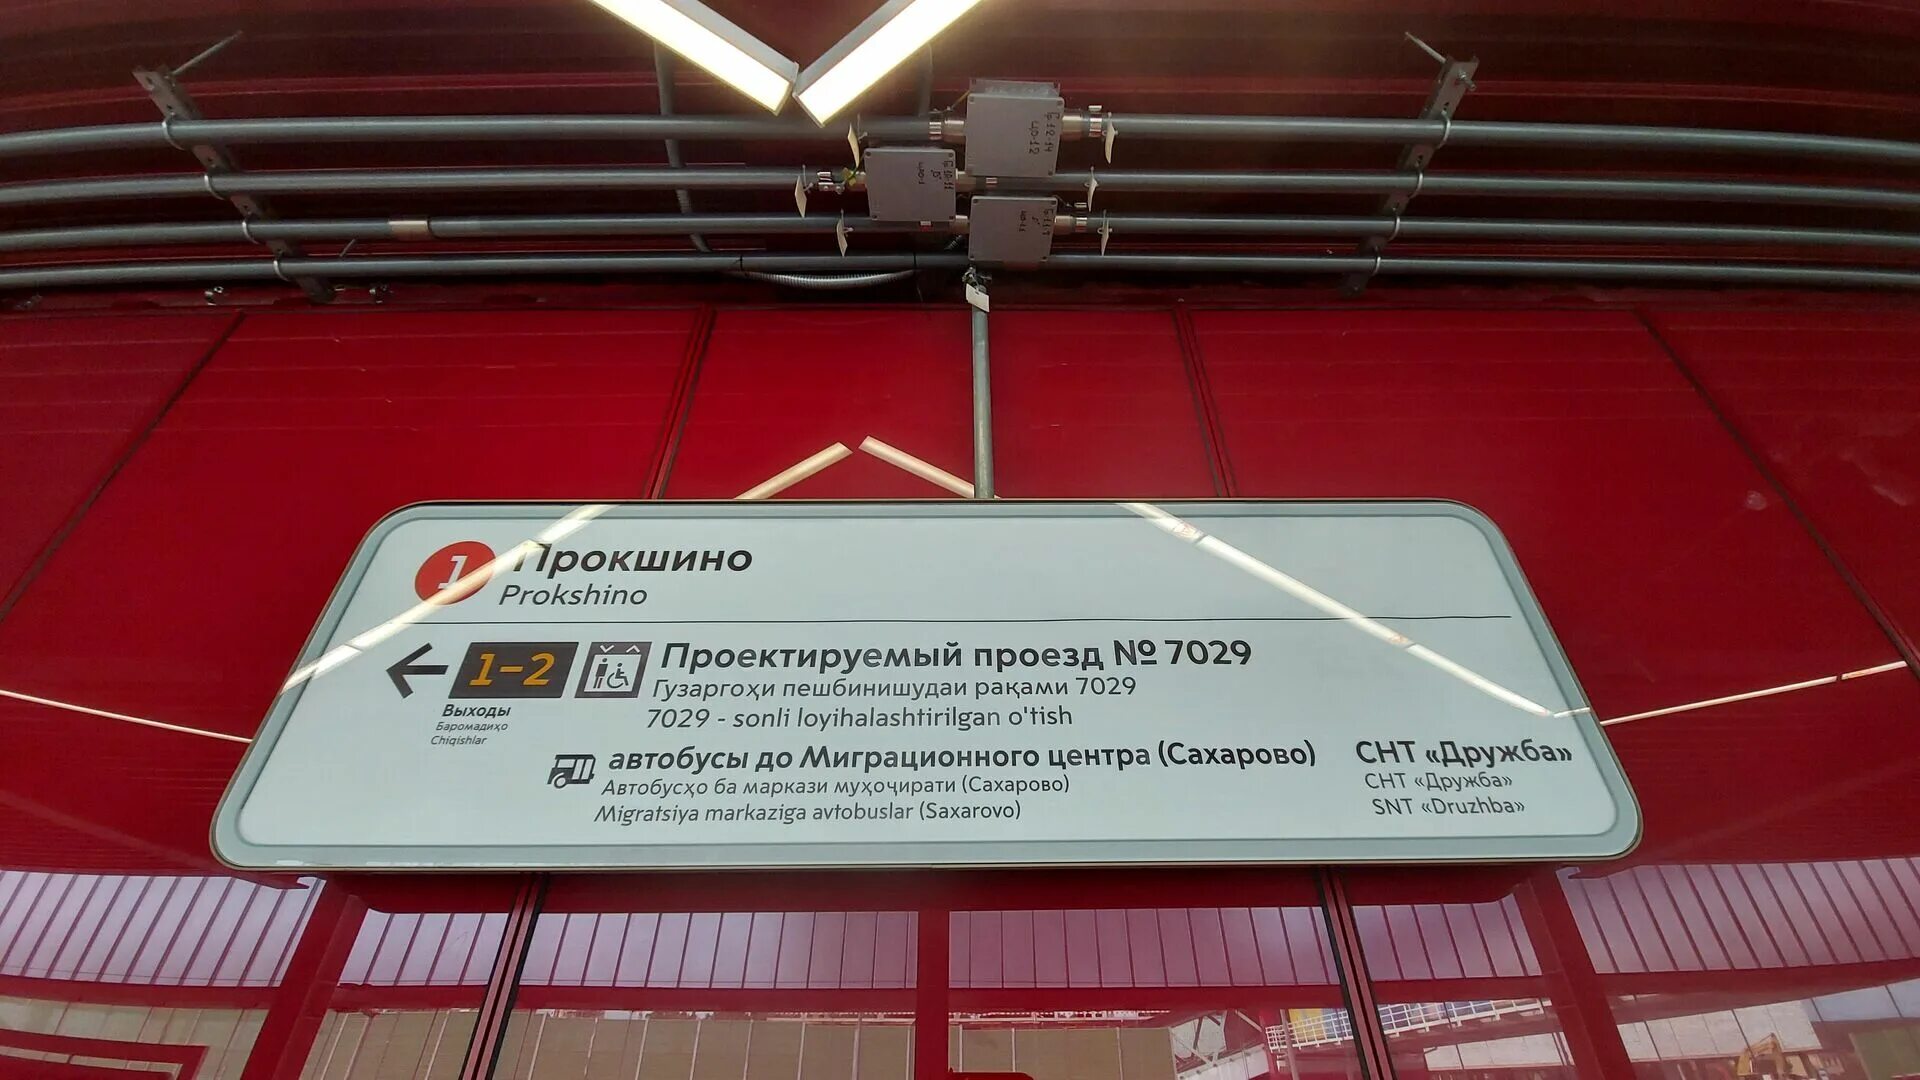 1 Прокшино
Prokshino
1-2 Проектируемый проезд № 7029
Гузаргоҳи пешбинишудаи рақами 7029
7029 - sonli loyihalashtirilgan o'tish
Выходы
Баромадҳо
Chiqishlar
автобусы до Миграционного центра (Сахарово)
Автобусҳо ба маркази муҳоҷирати (Сахарово)
Migratsiya markaziga avtobuslar (Saxarovo)
СНТ «Дружба»
СНТ «Дружба»
SNT «Druzhba»